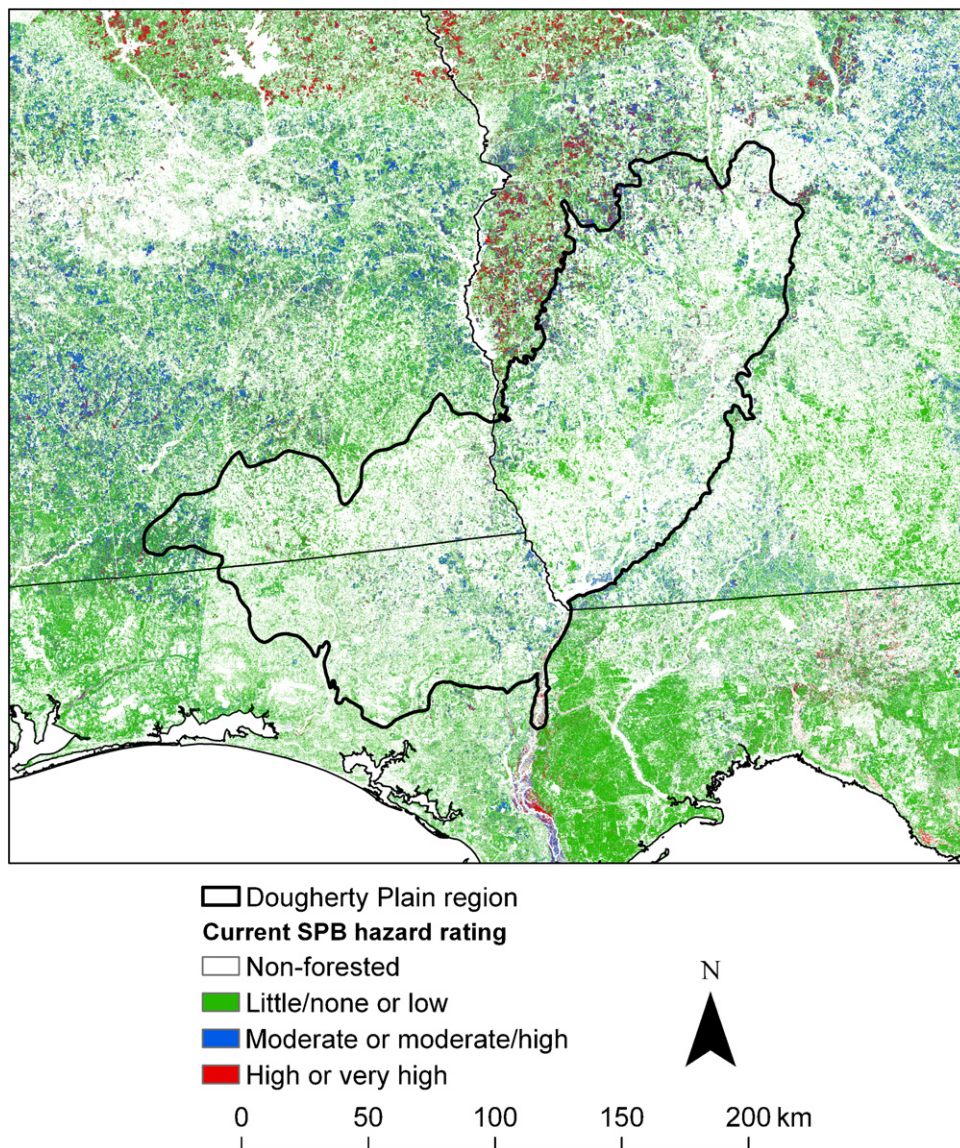 Dougherty Plain region
Current SPB hazard rating
Non-forested
Little/none or low
Moderate or moderate/high
High or very high
N
0 50 100 150 200 km